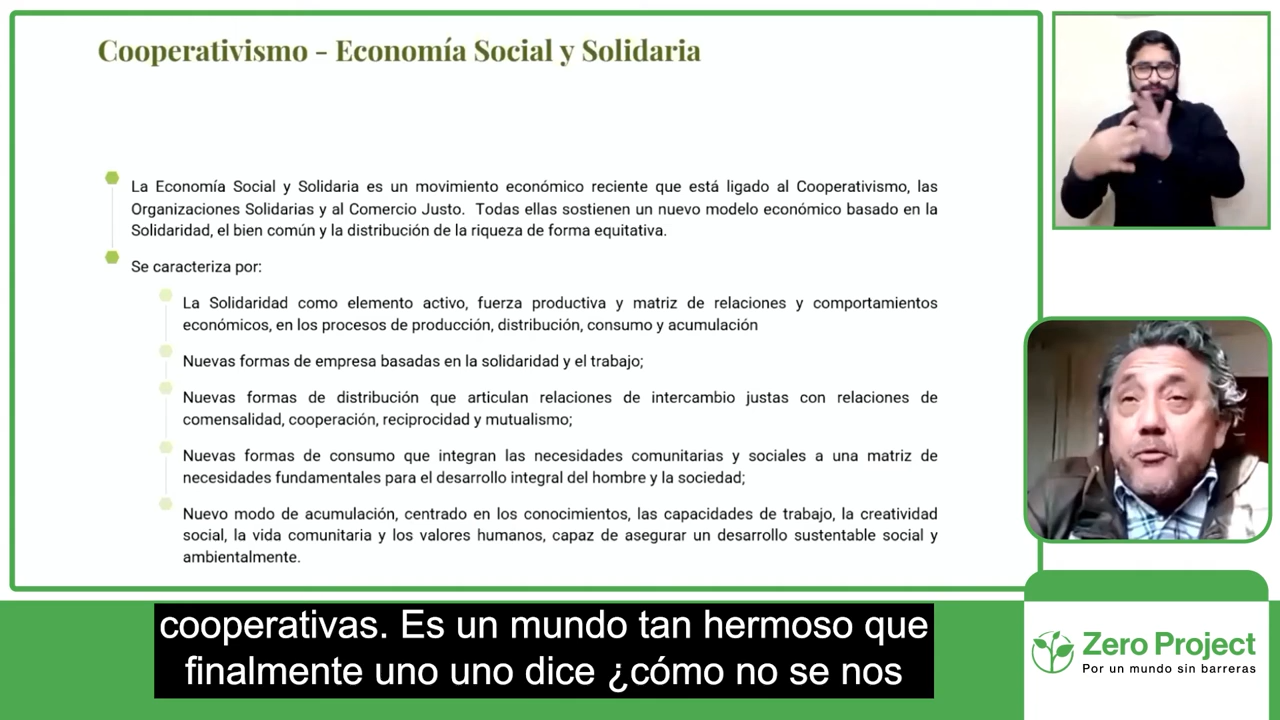 Cooperativismo - Economía Social y Solidaria
La Economía Social y Solidaria es un movimiento económico reciente que está ligado al Cooperativismo, las
Organizaciones Solidarias y al Comercio Justo. Todas ellas sostienen un nuevo modelo económico basado en la
Solidaridad, el bien común y la distribución de la riqueza de forma equitativa.
Se caracteriza por:
La Solidaridad como elemento activo, fuerza productiva y matriz de relaciones y comportamientos
económicos, en los procesos de producción, distribución, consumo y acumulación
Nuevas formas de empresa basadas en la solidaridad y el trabajo;
Nuevas formas de distribución que articulan relaciones de intercambio justas con relaciones de
comensalidad, cooperación, reciprocidad y mutualismo;
Nuevas formas de consumo que integran las necesidades comunitarias y sociales a una matriz de
necesidades fundamentales para el desarrollo integral del hombre y la sociedad;
Nuevo modo de acumulación, centrado en los conocimientos, las capacidades de trabajo, la creatividad
social, la vida comunitaria y los valores humanos, capaz de asegurar un desarrollo sustentable social y
ambientalmente.
cooperativas. Es un mundo tan hermoso que
finalmente uno uno dice ¿cómo no se nos
Zero Project
Por un mundo sin barreras